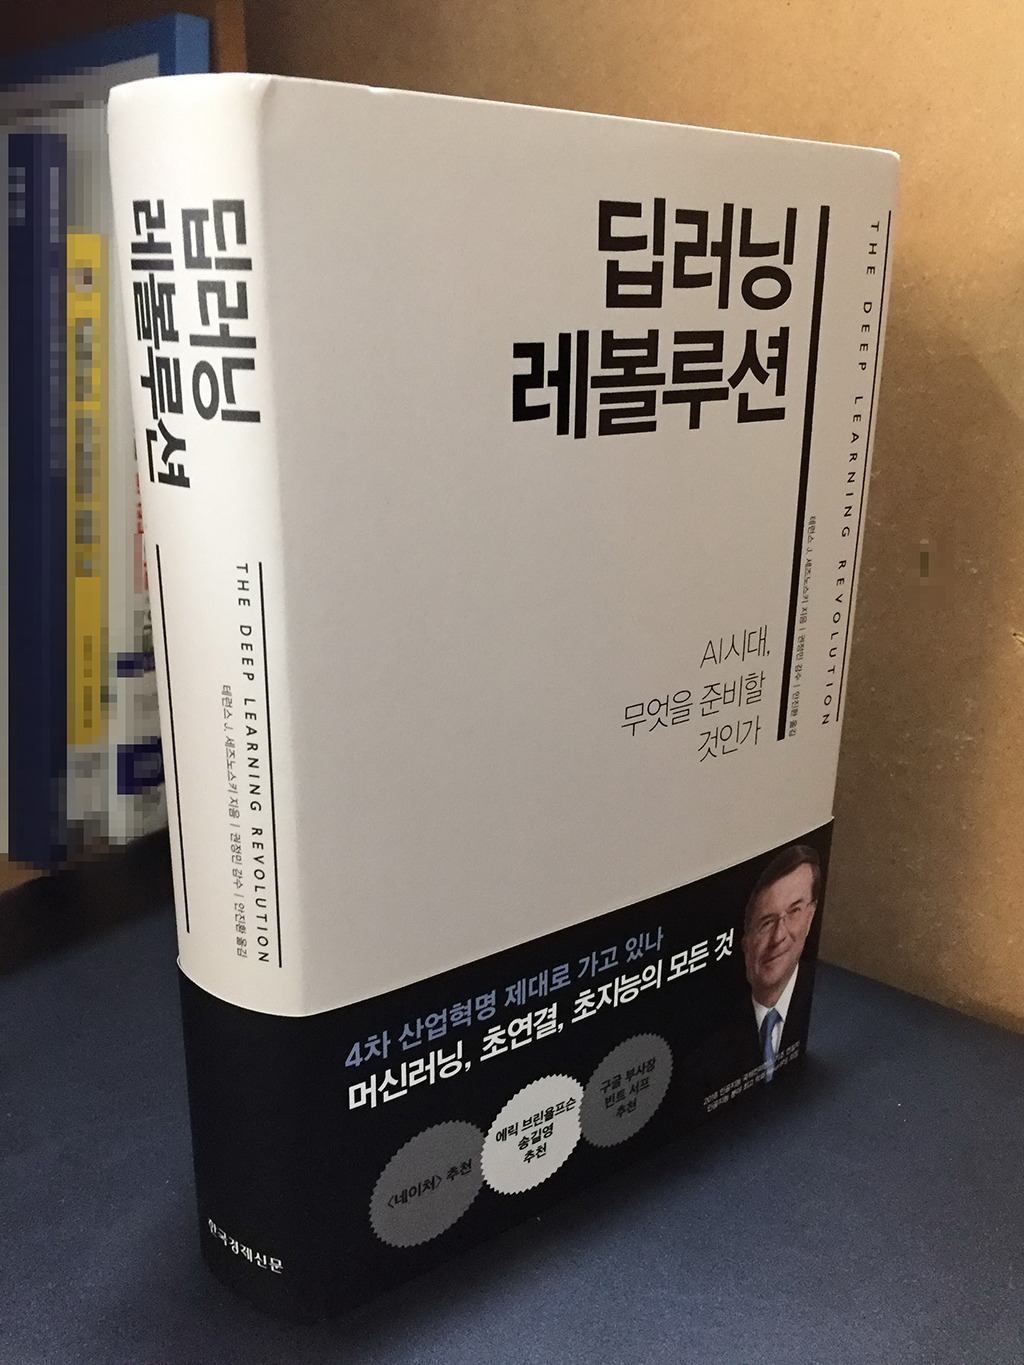 딥러닝
레볼루션
THE DEEP LEARNING REVOLUTION
테런스 J. 세즈노스키 지음 | 권정민 감수 | 안진환 옮김
한국경제신문
딥러닝
레볼루션
THE DEEP LEARNING REVOLUTION
테런스 J. 세즈노스키 지음 | 권정민 감수 | 안진환 옮김
AI 시대,
무엇을 준비할
것인가
4차 산업혁명 제대로 가고 있나
머신러닝, 초연결, 초지능의 모든 것
〈네이처〉 추천
에릭 브린욜프슨
송길영
추천
구글 부사장
빈트 서프
추천